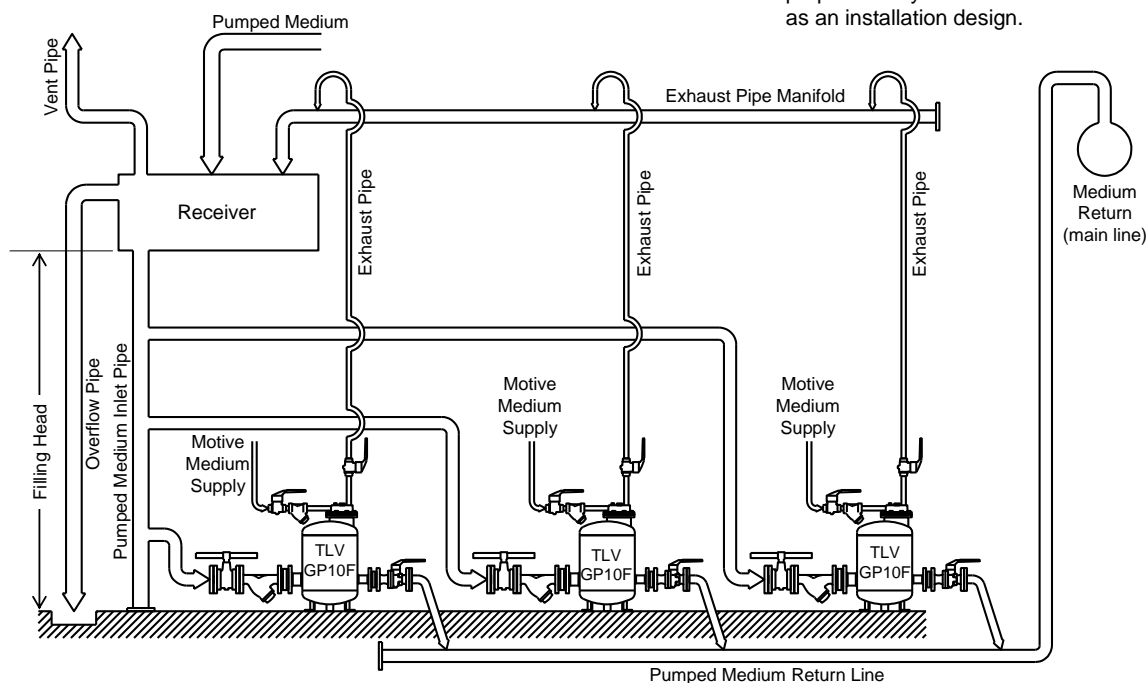 as an installation design.
Pumped Medium
Vent Pipe
Exhaust Pipe Manifold
Receiver
Exhaust Pipe
Exhaust Pipe
Exhaust Pipe
Medium
Return
(main line)
Filling Head
Overflow Pipe
Pumped Medium Inlet Pipe
Motive
Medium
Supply
Motive
Medium
Supply
Motive
Medium
Supply
TLV
GP10F
TLV
GP10F
TLV
GP10F
Pumped Medium Return Line